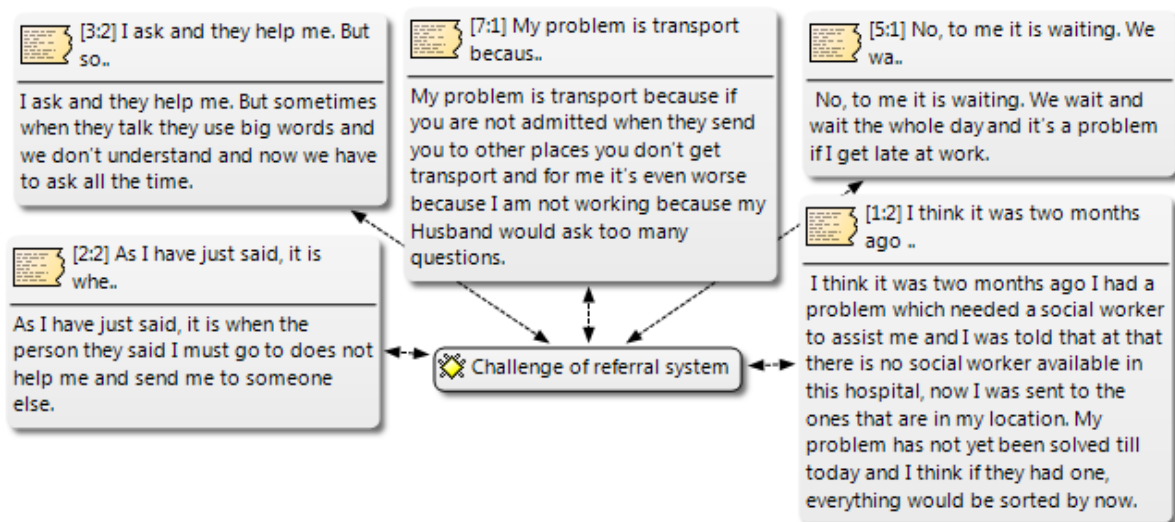 [3:2] I ask and they help me. But
so..
I ask and they help me. But sometimes
when they talk they use big words and
we don't understand and now we have
to ask all the time.
[7:1] My problem is transport
becaus..
My problem is transport because if
you are not admitted when they send
you to other places you don't get
transport and for me it's even worse
because I am not working because my
Husband would ask too many
questions.
[5:1] No, to me it is waiting. We
wa..
No, to me it is waiting. We wait and
wait the whole day and it's a problem
if I get late at work.
[2:2] As I have just said, it is
whe..
As I have just said, it is when the
person they said I must go to does not
help me and send me to someone
else.
Challenge of referral system
[1:2] I think it was two months
ago ..
I think it was two months ago I had a
problem which needed a social worker
to assist me and I was told that at that
there is no social worker available in
this hospital, now I was sent to the
ones that are in my location. My
problem has not yet been solved till
today and I think if they had one,
everything would be sorted by now.